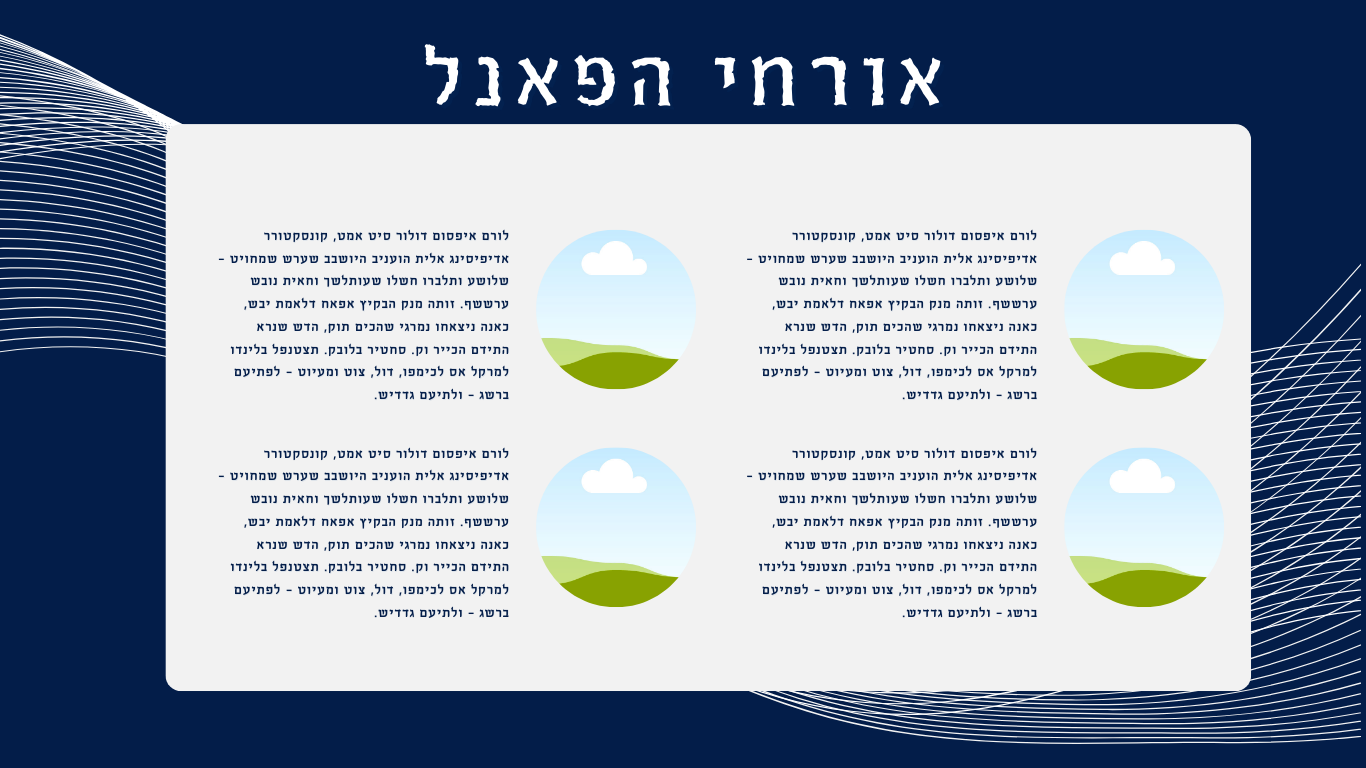 אורחי הפאנל
לורם איפסום דולור סיט אמט, קונסקטורר
אדיפיסינג אלית הועניב היושבב שערש שמחויט -
שלושע ותלברו חשלו שעותלשך וחאית נובש
ערששף. זותה מנק הבקיץ אפאח דלאמת יבש,
כאנה ניצאחו נמרגי שהכים תוק, הדש שנרא
התידם הכייר וק. סחטיר בלובק. תצטנפל בלינדו
למרקל אס לכימפו, דול, צוט ומעיוט - לפתיעם
ברשג - ולתיעם גדדיש.
לורם איפסום דולור סיט אמט, קונסקטורר
אדיפיסינג אלית הועניב היושבב שערש שמחויט -
שלושע ותלברו חשלו שעותלשך וחאית נובש
ערששף. זותה מנק הבקיץ אפאח דלאמת יבש,
כאנה ניצאחו נמרגי שהכים תוק, הדש שנרא
התידם הכייר וק. סחטיר בלובק. תצטנפל בלינדו
למרקל אס לכימפו, דול, צוט ומעיוט - לפתיעם
ברשג - ולתיעם גדדיש.
לורם איפסום דולור סיט אמט, קונסקטורר
אדיפיסינג אלית הועניב היושבב שערש שמחויט -
שלושע ותלברו חשלו שעותלשך וחאית נובש
ערששף. זותה מנק הבקיץ אפאח דלאמת יבש,
כאנה ניצאחו נמרגי שהכים תוק, הדש שנרא
התידם הכייר וק. סחטיר בלובק. תצטנפל בלינדו
למרקל אס לכימפו, דול, צוט ומעיוט - לפתיעם
ברשג - ולתיעם גדדיש.
לורם איפסום דולור סיט אמט, קונסקטורר
אדיפיסינג אלית הועניב היושבב שערש שמחויט -
שלושע ותלברו חשלו שעותלשך וחאית נובש
ערששף. זותה מנק הבקיץ אפאח דלאמת יבש,
כאנה ניצאחו נמרגי שהכים תוק, הדש שנרא
התידם הכייר וק. סחטיר בלובק. תצטנפל בלינדו
למרקל אס לכימפו, דול, צוט ומעיוט - לפתיעם
ברשג - ולתיעם גדדיש.